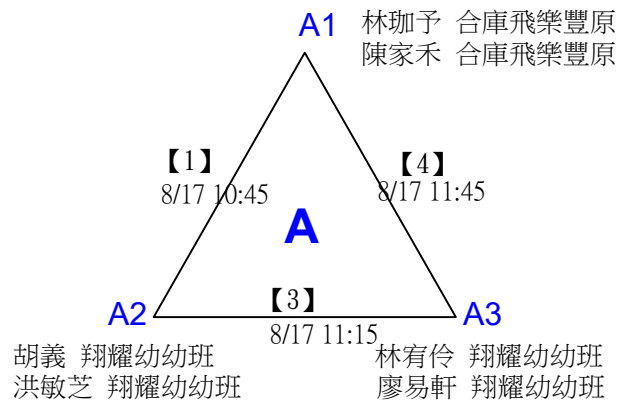 A1 林珈予 合庫飛樂豐原
陳家禾 合庫飛樂豐原
【1】
8/17 10:45
【4】
8/17 11:45
A
【3】
8/17 11:15
A2
A3
胡義 翔耀幼幼班
洪敏芝 翔耀幼幼班
林宥伶 翔耀幼幼班
廖易軒 翔耀幼幼班